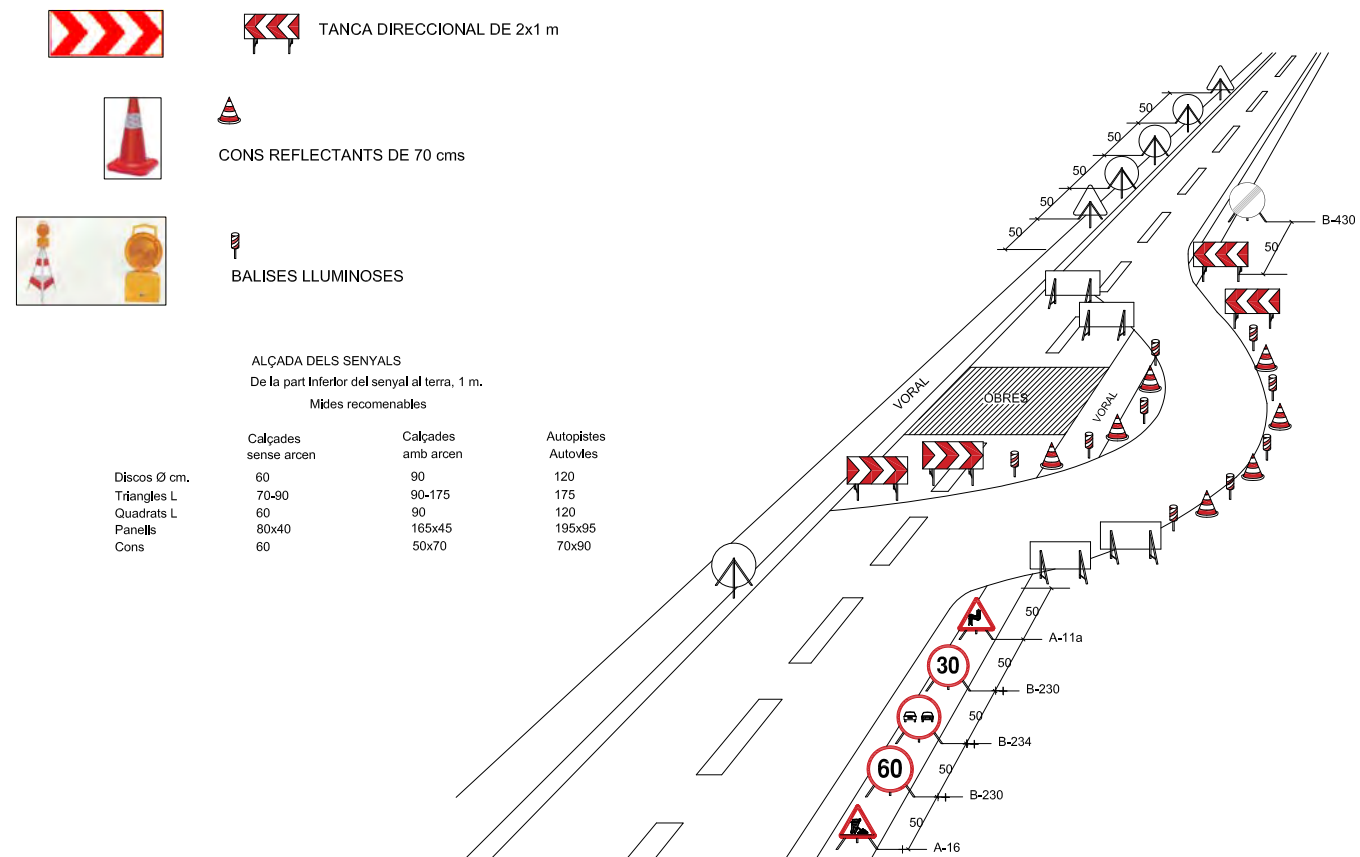 TANCA DIRECCIONAL DE 2x1 m
CONS REFLECTANTS DE 70 cms
BALISES LLUMINOSES
ALÇADA DELS SENYALS
De la part Inferior del senyal al terra, 1 m.
Mides recomenables
Calçades sense arcen
Calçades amb arcen
Autopistes Autovies
Discos Ø cm. 60 90 120
Triangles L 70-90 90-175 175
Quadrats L 60 90 120
Panells 80x40 165x45 195x95
Cons 60 50x70 70x90
50
50
50
50
50
B-430
50
VORAL
OBRES
VORAL
50
A-11a
30
50
B-230
50
B-234
60
50
B-230
50
A-16